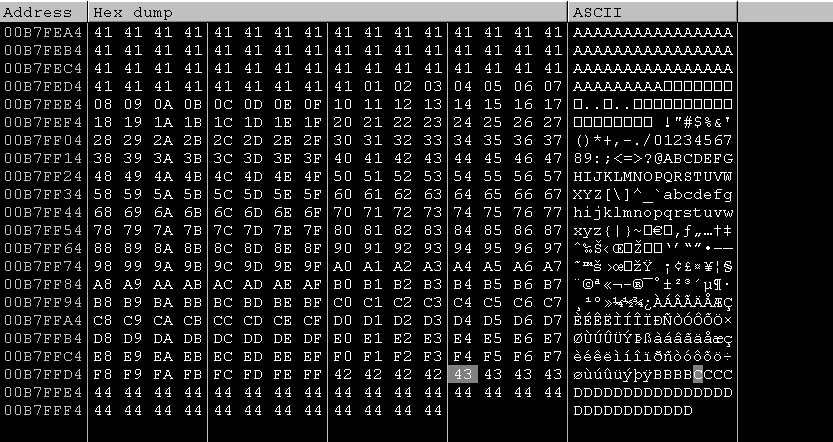 Address Hex dump ASCII
00B7FEA4 41 41 41 41 41 41 41 41 41 41 41 41 41 41 41 41 AAAAAAAAAAAAAAAA
00B7FEB4 41 41 41 41 41 41 41 41 41 41 41 41 41 41 41 41 AAAAAAAAAAAAAAAA
00B7FEC4 41 41 41 41 41 41 41 41 41 41 41 41 41 41 41 41 AAAAAAAAAAAAAAAA
00B7FED4 41 41 41 41 41 41 41 41 41 01 02 03 04 05 06 07 AAAAAAAAA□□□□□□□
00B7FEE4 08 09 0A 0B 0C 0D 0E 0F 10 11 12 13 14 15 16 17 □..□..□□□□□□□□□□
00B7FEF4 18 19 1A 1B 1C 1D 1E 1F 20 21 22 23 24 25 26 27 □□□□□□□□ !"#$%&'
00B7FF04 28 29 2A 2B 2C 2D 2E 2F 30 31 32 33 34 35 36 37 ()*+,-./01234567
00B7FF14 38 39 3A 3B 3C 3D 3E 3F 40 41 42 43 44 45 46 47 89:;<=>?@ABCDEFG
00B7FF24 48 49 4A 4B 4C 4D 4E 4F 50 51 52 53 54 55 56 57 HIJKLMNOPQRSTUVW
00B7FF34 58 59 5A 5B 5C 5D 5E 5F 60 61 62 63 64 65 66 67 XYZ[\]^_`abcdefg
00B7FF44 68 69 6A 6B 6C 6D 6E 6F 70 71 72 73 74 75 76 77 hijklmnopqrstuvw
00B7FF54 78 79 7A 7B 7C 7D 7E 7F 80 81 82 83 84 85 86 87 xyz{|}~□€□‚ƒ„…†‡
00B7FF64 88 89 8A 8B 8C 8D 8E 8F 90 91 92 93 94 95 96 97 ˆ‰Š‹Œ□Ž□□‘’“”•–—
00B7FF74 98 99 9A 9B 9C 9D 9E 9F A0 A1 A2 A3 A4 A5 A6 A7 ˜™š›œ□žŸ ¡¢£¤¥¦§
00B7FF84 A8 A9 AA AB AC AD AE AF B0 B1 B2 B3 B4 B5 B6 B7 ¨©ª«¬-®¯°±²³´µ¶·
00B7FF94 B8 B9 BA BB BC BD BE BF C0 C1 C2 C3 C4 C5 C6 C7 ¸¹º»¼½¾¿ÀÁÂÃÄÅÆÇ
00B7FFA4 C8 C9 CA CB CC CD CE CF D0 D1 D2 D3 D4 D5 D6 D7 ÈÉÊËÌÍÎÏÐÑÒÓÔÕÖ×
00B7FFB4 D8 D9 DA DB DC DD DE DF E0 E1 E2 E3 E4 E5 E6 E7 ØÙÚÛÜÝÞßàáâãäåæç
00B7FFC4 E8 E9 EA EB EC ED EE EF F0 F1 F2 F3 F4 F5 F6 F7 èéêëìíîïðñòóôõö÷
00B7FFD4 F8 F9 FA FB FC FD FE FF 42 42 42 42 43 43 43 43 øùúûüýþÿBBBBCCCC
00B7FFE4 44 44 44 44 44 44 44 44 44 44 44 44 44 44 44 44 DDDDDDDDDDDDDDDD
00B7FFF4 44 44 44 44 44 44 44 44 44 44 44 44 DDDDDDDDDDDD